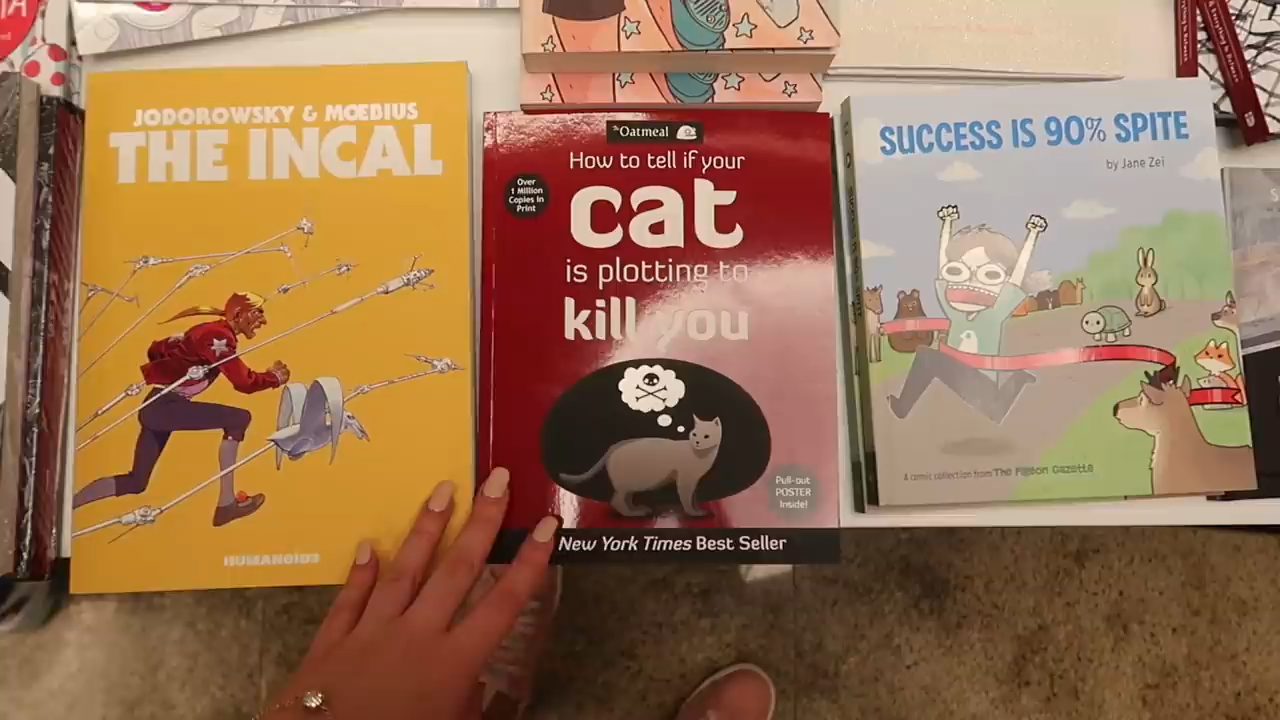 JODOROWSKY & MŒBIUS
THE INCAL
HUMANOIDS
The Oatmeal
How to tell if your
cat
is plotting to
kill you
Over
1 Million
Copies in
Print
Pull-out
POSTER
Inside!
New York Times Best Seller
SUCCESS IS 90% SPITE
by Jane Zei
A comic collection from The Pigeon Gazette